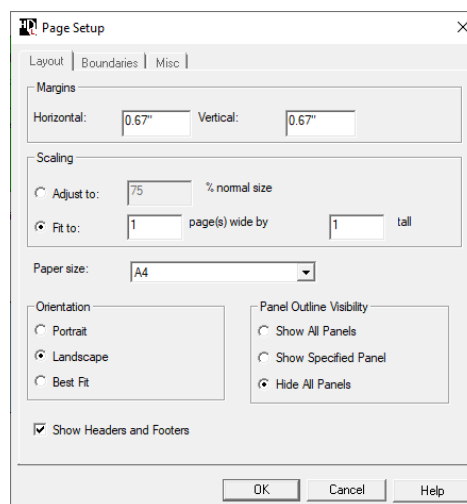 Page Setup
Layout Boundaries Misc
Margins
Horizontal: 0.67" Vertical: 0.67"
Scaling
Adjust to: 75 % normal size
Fit to: 1 page(s) wide by 1 tall
Paper size: A4
Orientation
Portrait
Landscape
Best Fit
Panel Outline Visibility
Show All Panels
Show Specified Panel
Hide All Panels
Show Headers and Footers
OK Cancel Help